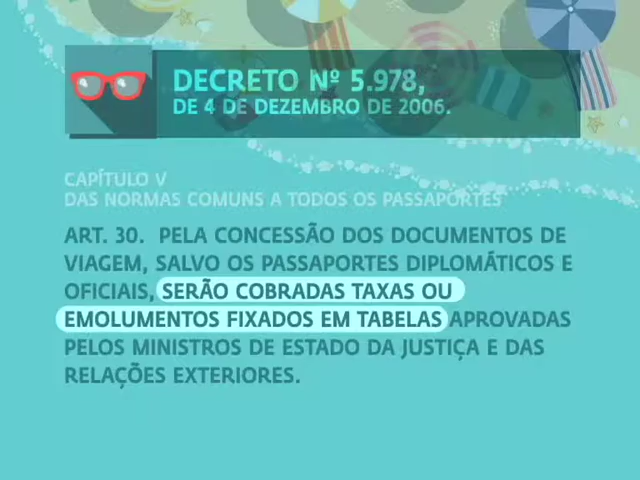 DECRETO Nº 5.978,
DE 4 DE DEZEMBRO DE 2006.
CAPÍTULO V
DAS NORMAS COMUNS A TODOS OS PASSAPORTES
ART. 30. PELA CONCESSÃO DOS DOCUMENTOS DE
VIAGEM, SALVO OS PASSAPORTES DIPLOMÁTICOS E
OFICIAIS, SERÃO COBRADAS TAXAS OU
EMOLUMENTOS FIXADOS EM TABELAS APROVADAS
PELOS MINISTROS DE ESTADO DA JUSTIÇA E DAS
RELAÇÕES EXTERIORES.